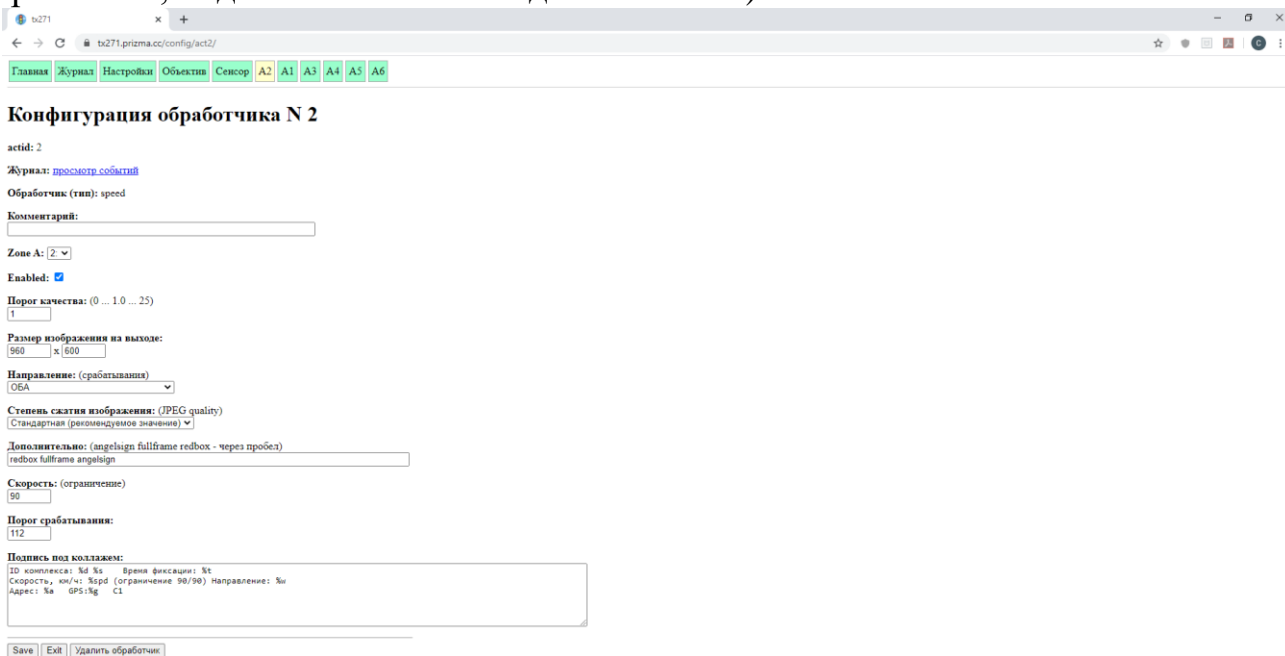 tx271
tx271.prizma.cc/config/act2/
Главная Журнал Настройки Объектив Сенсор A2 A1 A3 A4 A5 A6
Конфигурация обработчика N 2
actid: 2
Журнал: просмотр событий
Обработчик (тип): speed
Комментарий:
Zone A: 2:
Enabled:
Порог качества: (0 ... 1.0 ... 25)
1
Размер изображения на выходе:
960 x 600
Направление: (срабатывания)
ОБА
Степень сжатия изображения: (JPEG quality)
Стандартная (рекомендуемое значение)
Дополнительно: (angelsign fullframe redbox - через пробел)
redbox fullframe angelsign
Скорость: (ограничение)
90
Порог срабатывания:
112
Подпись под коллажем:
ID комплекса: %d %s Время фиксации: %t
Скорость, км/ч: %spd (ограничение 90/90) Направление: %w
Адрес: %a GPS:%g C1
Save Exit Удалить обработчик